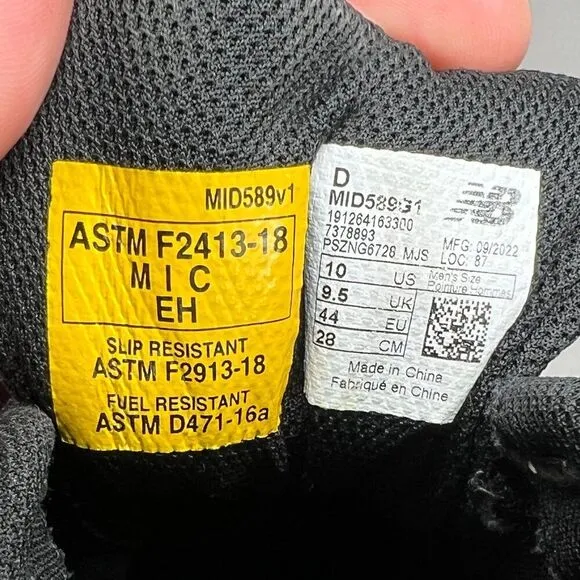 MID589v1
ASTM F2413-18
M I C
EH
SLIP RESISTANT
ASTM F2913-18
FUEL RESISTANT
ASTM D471-16a
D
MID589G1
191264163300
7378893
PSZNG6728 MJS
MFG: 09/2022
LOC: 87
10 US
9.5 UK
44 EU
28 CM
Men's Size
Pointure Hommes
Made in China
Fabriqué en Chine